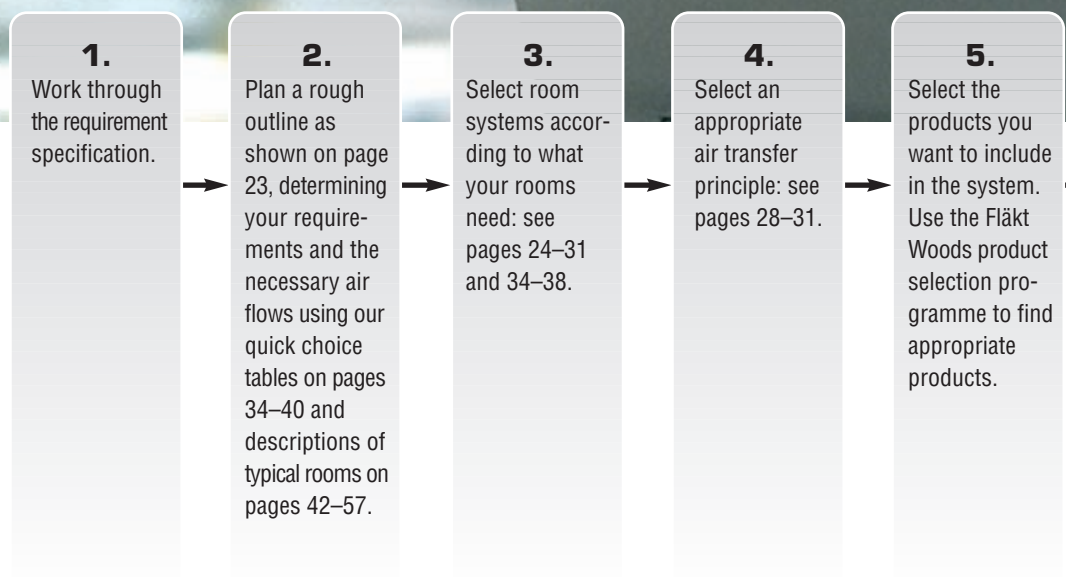 1.
Work through
the requirement
specification.
2.
Plan a rough
outline as
shown on page
23, determining
your require-
ments and the
necessary air
flows using our
quick choice
tables on pages
34–40 and
descriptions of
typical rooms on
pages 42–57.
3.
Select room
systems accor-
ding to what
your rooms
need: see
pages 24–31
and 34–38.
4.
Select an
appropriate
air transfer
principle: see
pages 28–31.
5.
Select the
products you
want to include
in the system.
Use the Fläkt
Woods product
selection pro-
gramme to find
appropriate
products.